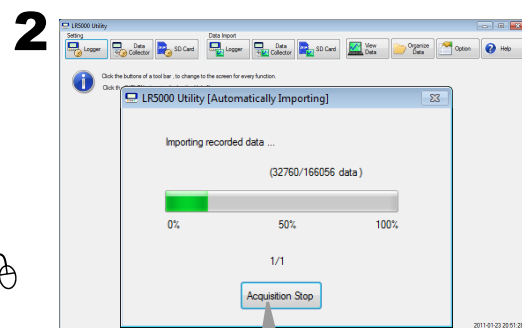 2
LR5000 Utility
Setting
Data Import
Logger
Data Collector
SD Card
Logger
Data Collector
SD Card
View Data
Organize Data
Option
Help
Click the buttons of a tool bar , to change to the screen for every function.
Click th
LR5000 Utility [Automatically Importing]
Importing recorded data ...
(32760/166056 data )
0% 50% 100%
1/1
Acquisition Stop
2011-01-23 20:51:28